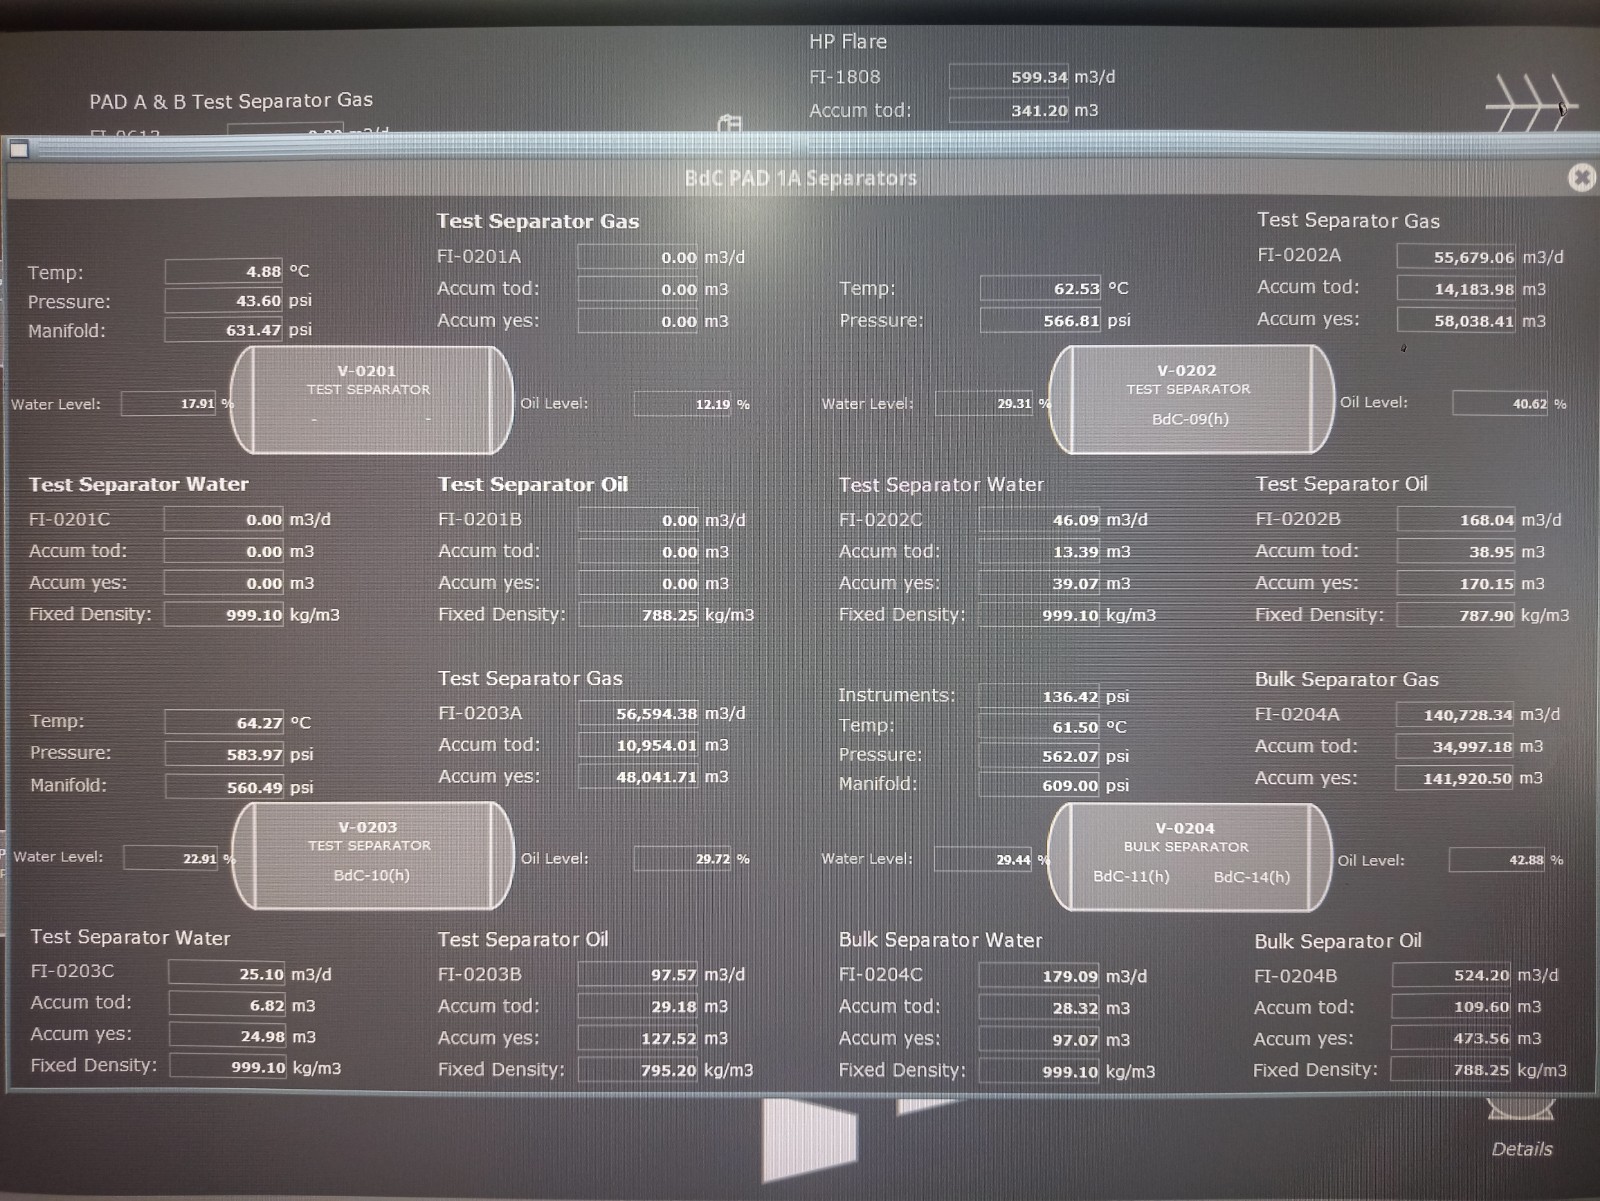 HP Flare
FI-1808 599.34 m3/d
Accum tod: 341.20 m3
PAD A & B Test Separator Gas
BdC PAD 1A Separators
Test Separator Gas
FI-0201A 0.00 m3/d
Accum tod: 0.00 m3
Accum yes: 0.00 m3
Temp: 4.88 °C
Pressure: 43.60 psi
Manifold: 631.47 psi
V-0201
TEST SEPARATOR
- -
Water Level: 17.91 %
Oil Level: 12.19 %
Test Separator Water
FI-0201C 0.00 m3/d
Accum tod: 0.00 m3
Accum yes: 0.00 m3
Fixed Density: 999.10 kg/m3
Test Separator Oil
FI-0201B 0.00 m3/d
Accum tod: 0.00 m3
Accum yes: 0.00 m3
Fixed Density: 788.25 kg/m3
Test Separator Gas
FI-0202A 55,679.06 m3/d
Accum tod: 14,183.98 m3
Accum yes: 58,038.41 m3
Temp: 62.53 °C
Pressure: 566.81 psi
V-0202
TEST SEPARATOR
BdC-09(h)
Water Level: 29.31 %
Oil Level: 40.62 %
Test Separator Water
FI-0202C 46.09 m3/d
Accum tod: 13.39 m3
Accum yes: 39.07 m3
Fixed Density: 999.10 kg/m3
Test Separator Oil
FI-0202B 168.04 m3/d
Accum tod: 38.95 m3
Accum yes: 170.15 m3
Fixed Density: 787.90 kg/m3
Test Separator Gas
FI-0203A 56,594.38 m3/d
Accum tod: 10,954.01 m3
Accum yes: 48,041.71 m3
Temp: 64.27 °C
Pressure: 583.97 psi
Manifold: 560.49 psi
V-0203
TEST SEPARATOR
BdC-10(h)
Water Level: 22.91 %
Oil Level: 29.72 %
Test Separator Water
FI-0203C 25.10 m3/d
Accum tod: 6.82 m3
Accum yes: 24.98 m3
Fixed Density: 999.10 kg/m3
Test Separator Oil
FI-0203B 97.57 m3/d
Accum tod: 29.18 m3
Accum yes: 127.52 m3
Fixed Density: 795.20 kg/m3
Bulk Separator Gas
FI-0204A 140,728.34 m3/d
Accum tod: 34,997.18 m3
Accum yes: 141,920.50 m3
Instruments: 136.42 psi
Temp: 61.50 °C
Pressure: 562.07 psi
Manifold: 609.00 psi
V-0204
BULK SEPARATOR
BdC-11(h) BdC-14(h)
Water Level: 29.44 %
Oil Level: 42.88 %
Bulk Separator Water
FI-0204C 179.09 m3/d
Accum tod: 28.32 m3
Accum yes: 97.07 m3
Fixed Density: 999.10 kg/m3
Bulk Separator Oil
FI-0204B 524.20 m3/d
Accum tod: 109.60 m3
Accum yes: 473.56 m3
Fixed Density: 788.25 kg/m3
Details